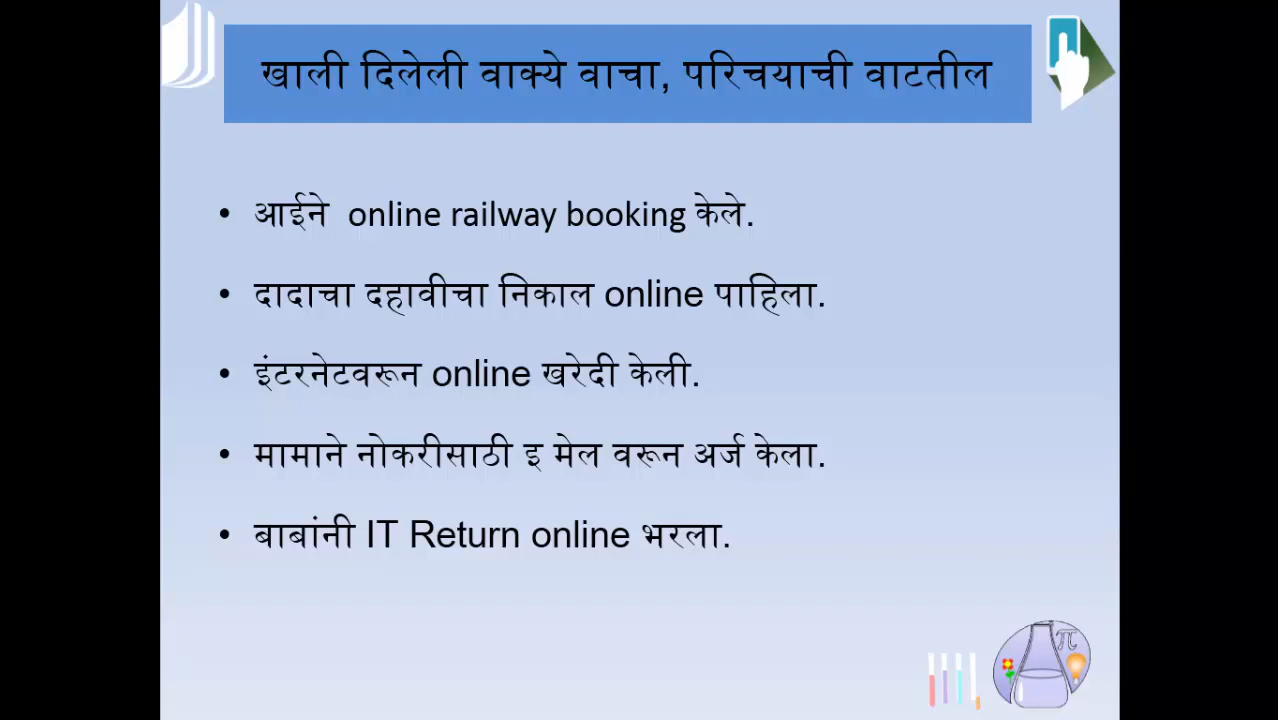 खाली दिलेली वाक्ये वाचा, परिचयाची वाटतील
• आईने online railway booking केले.
• दादाचा दहावीचा निकाल online पाहिला.
• इंटरनेटवरून online खरेदी केली.
• मामाने नोकरीसाठी इ मेल वरून अर्ज केला.
• बाबांनी IT Return online भरला.
π